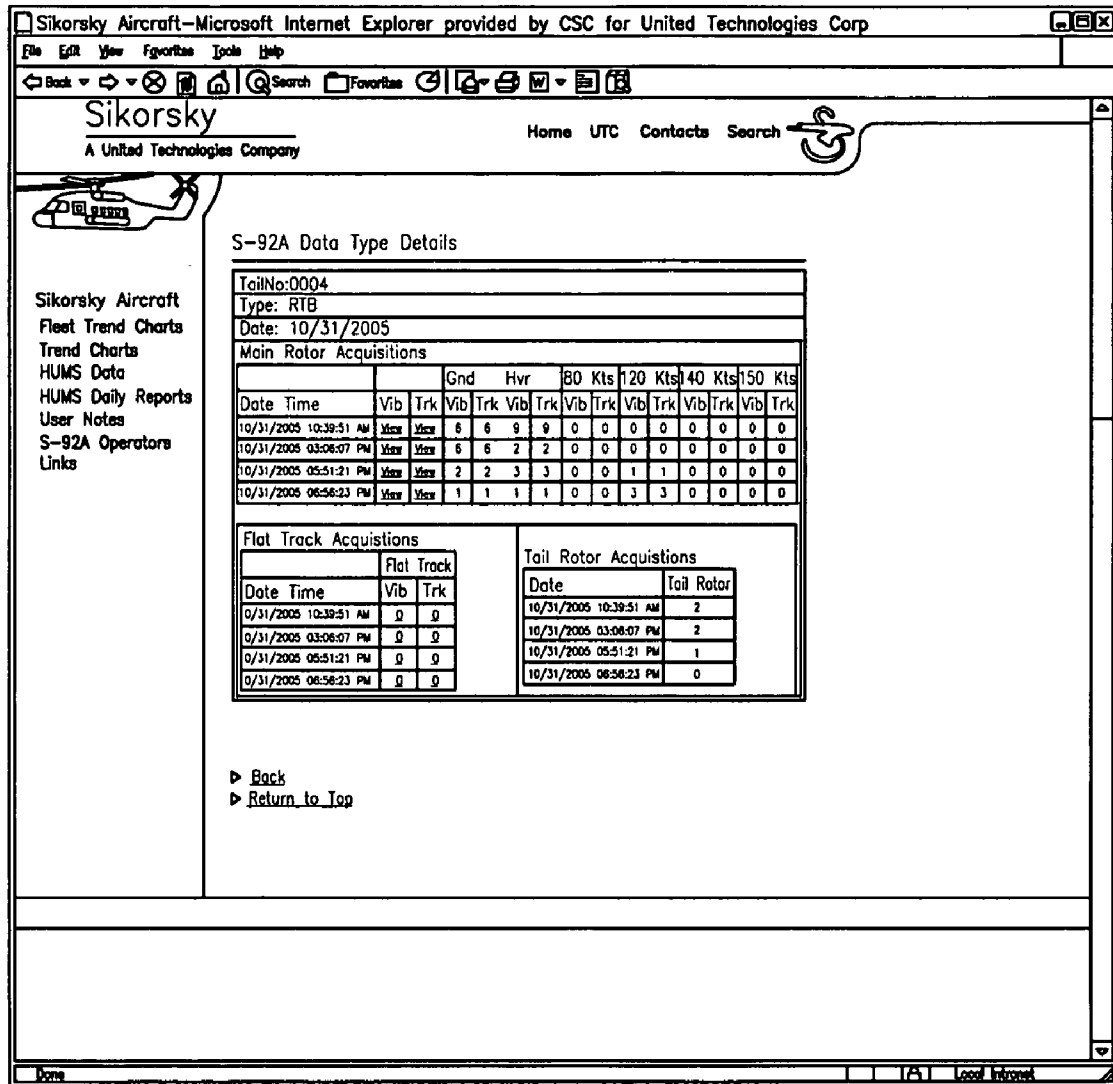 Sikorsky Aircraft-Microsoft Internet Explorer provided by CSC for United Technologies Corp
File Edit View Favorites Tools Help
Back Search Favorites W
Sikorsky
A United Technologies Company
Home UTC Contacts Search
S-92A Data Type Details
Sikorsky Aircraft
Fleet Trend Charts
Trend Charts
HUMS Data
HUMS Daily Reports
User Notes
S-92A Operators
Links
TailNo:0004
Type: RTB
Date: 10/31/2005
Main Rotor Acquisitions
Gnd Hvr 80 Kts 120 Kts 140 Kts 150 Kts
Date Time Vib Trk Vib Trk Vib Trk Vib Trk Vib Trk Vib Trk Vib Trk
10/31/2005 10:39:51 AM View View 6 6 9 9 0 0 0 0 0 0 0 0
10/31/2005 03:06:07 PM View View 6 6 2 2 0 0 0 0 0 0 0 0
10/31/2005 05:51:21 PM View View 2 2 3 3 0 0 1 1 0 0 0 0
10/31/2005 06:56:23 PM View View 1 1 1 1 0 0 3 3 0 0 0 0
Flat Track Acquistions
Flat Track
Date Time Vib Trk
0/31/2005 10:39:51 AM 0 0
0/31/2005 03:06:07 PM 0 0
0/31/2005 05:51:21 PM 0 0
0/31/2005 06:56:23 PM 0 0
Tail Rotor Acquistions
Date Tail Rotor
10/31/2005 10:39:51 AM 2
10/31/2005 03:06:07 PM 2
10/31/2005 05:51:21 PM 1
10/31/2005 06:56:23 PM 0
Back
Return to Top
Done Local Intranet